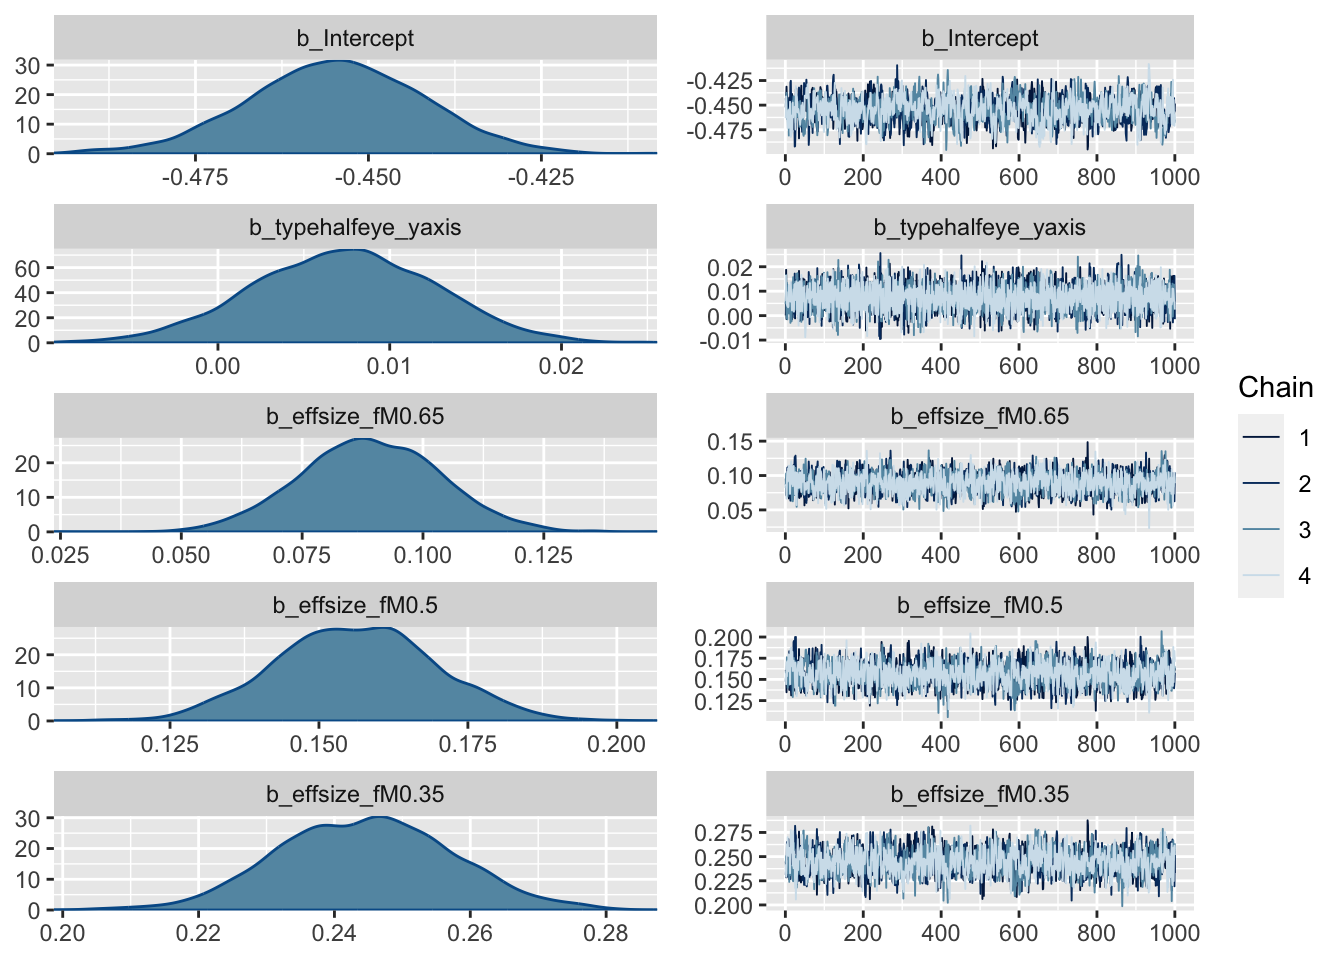 b_Intercept
30
20
10
0
-0.475 -0.450 -0.425
b_Intercept
-0.425
-0.450
-0.475
0 200 400 600 800 1000
b_typehalfeye_yaxis
60
40
20
0
0.00 0.01 0.02
b_typehalfeye_yaxis
0.02
0.01
0.00
-0.01
0 200 400 600 800 1000
b_effsize_fM0.65
20
10
0
0.025 0.050 0.075 0.100 0.125
b_effsize_fM0.65
0.15
0.10
0.05
0 200 400 600 800 1000
b_effsize_fM0.5
20
10
0
0.125 0.150 0.175 0.200
b_effsize_fM0.5
0.200
0.175
0.150
0.125
0 200 400 600 800 1000
b_effsize_fM0.35
30
20
10
0
0.20 0.22 0.24 0.26 0.28
b_effsize_fM0.35
0.275
0.250
0.225
0.200
0 200 400 600 800 1000
Chain
1
2
3
4